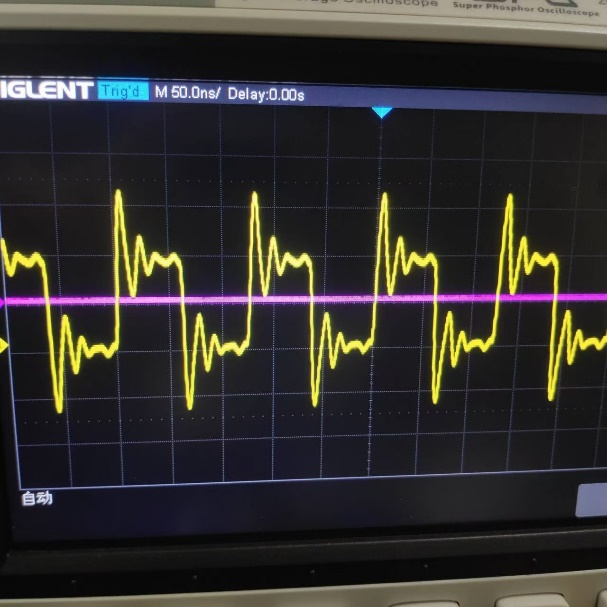 Super Phosphor Oscilloscope
IGLENT Trig'd M 50.0ns/ Delay:0.00s
自动